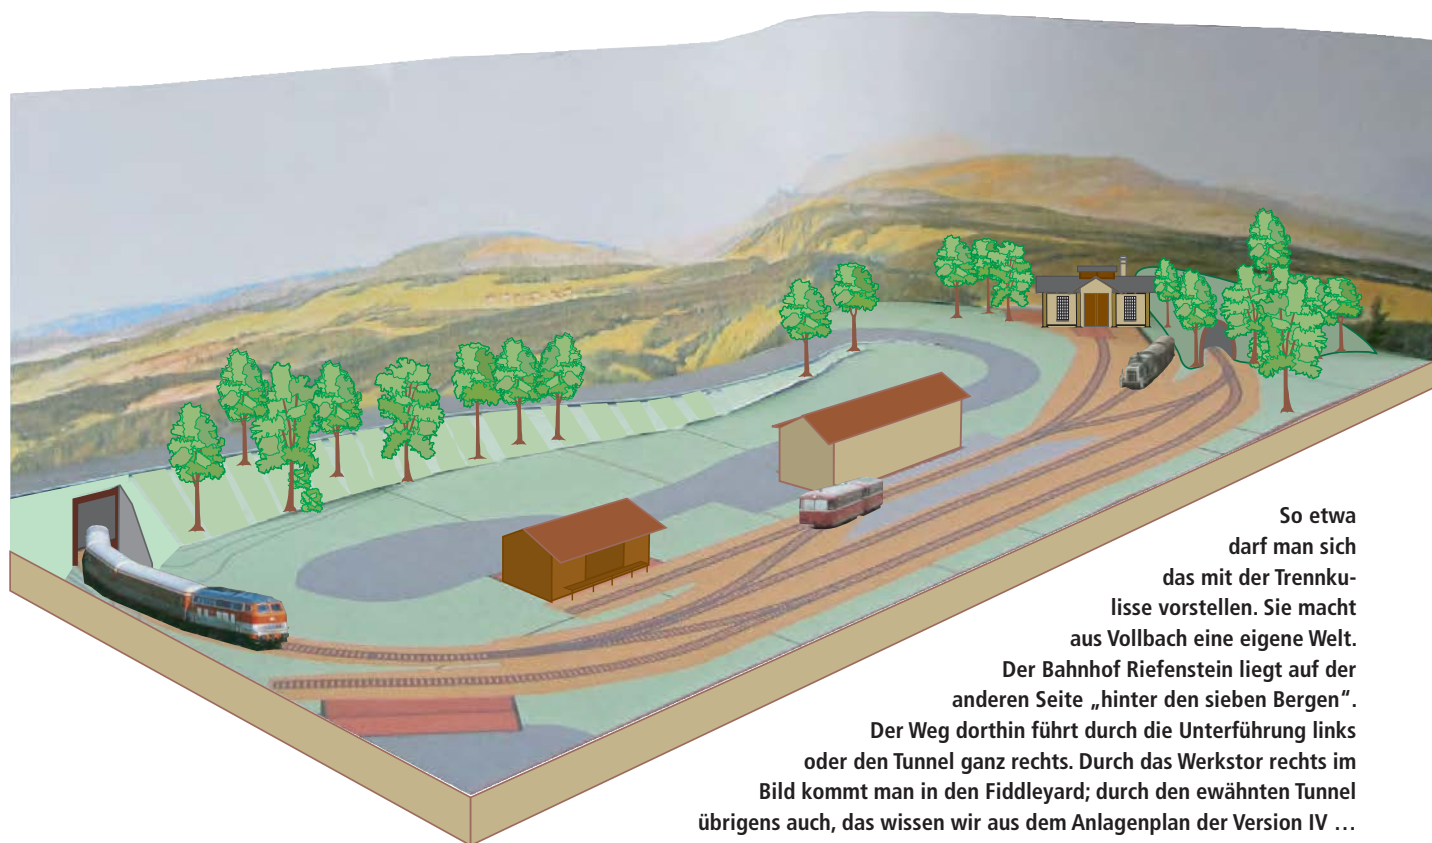 So etwa
darf man sich
das mit der Trennku-
lisse vorstellen. Sie macht
aus Vollbach eine eigene Welt.
Der Bahnhof Riefenstein liegt auf der
anderen Seite „hinter den sieben Bergen“.
Der Weg dorthin führt durch die Unterführung links
oder den Tunnel ganz rechts. Durch das Werkstor rechts im
Bild kommt man in den Fiddleyard; durch den ewähnten Tunnel
übrigens auch, das wissen wir aus dem Anlagenplan der Version IV …